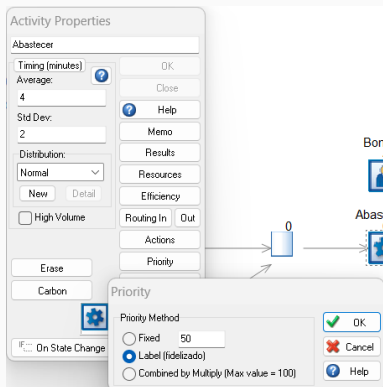 Activity Properties
Abastecer
Timing (minutes)
Average:
4
Std Dev:
2
Distribution:
Normal
New
Detail
High Volume
Erase
Carbon
IF:::: On State Change
OK
Close
Help
Memo
Results
Resources
Efficiency
Routing In
Out
Actions
Priority
0
Priority
Priority Method
Fixed
50
Label (fidelizado)
Combined by Multiply (Max value = 100)
OK
Cancel
Help